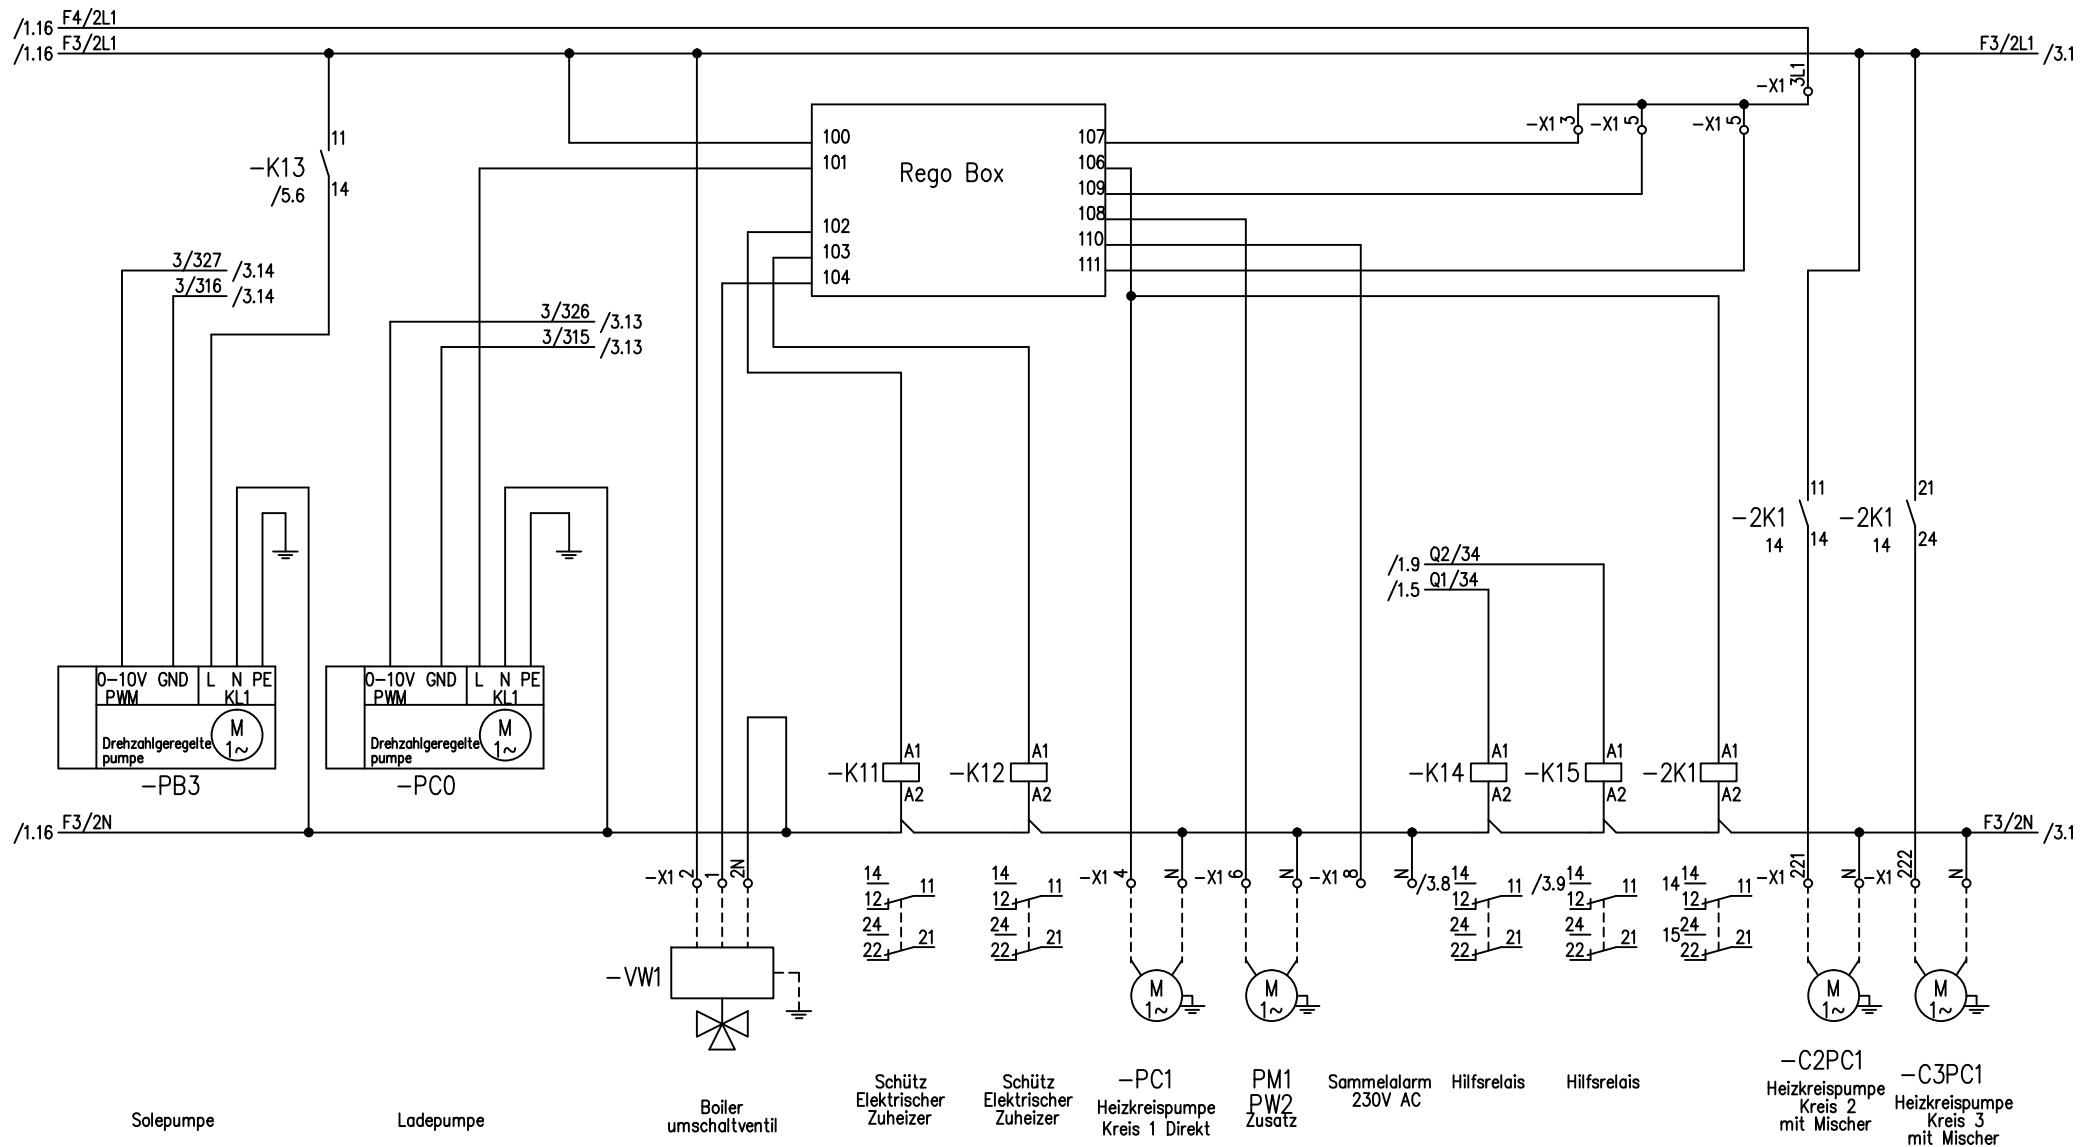 F4/2L1
/1.16
F3/2L1
/1.16
F3/2L1
/3.1
-X1 3L1
-X1 3
-X1 5
-X1 5
11
-K13
14
/5.6
100
101
102
103
104
Rego Box
107
106
109
108
110
111
3/327
/3.14
3/316
/3.14
3/326
/3.13
3/315
/3.13
11
-2K1
14
14
21
-2K1
24
14
/1.9
Q2/34
/1.5
Q1/34
0-10V GND L N PE
PWM KL1
M
1~
Drehzahlgeregelte
pumpe
-PB3
0-10V GND L N PE
PWM KL1
M
1~
Drehzahlgeregelte
pumpe
-PC0
A1
-K11
A2
A1
-K12
A2
A1
-K14
A2
A1
-K15
A2
A1
-2K1
A2
/1.16
F3/2N
F3/2N
/3.1
-X1 2 1 2N
14
12 11
24
22 21
14
12 11
24
22 21
-X1 4 N
-X1 6 N
-X1 8 N
/3.8 14
12 11
24
22 21
/3.9 14
12 11
24
22 21
14 14
12 11
15 24
22 21
-X1 221 N
-X1 222 N
-VW1
M
1~
M
1~
M
1~
M
1~
Solepumpe
Ladepumpe
Boiler
umschaltventil
Schütz
Elektrischer
Zuheizer
Schütz
Elektrischer
Zuheizer
-PC1
Heizkreispumpe
Kreis 1 Direkt
PM1
PW2
Zusatz
Sammelalarm
230V AC
Hilfsrelais
Hilfsrelais
-C2PC1
Heizkreispumpe
Kreis 2
mit Mischer
-C3PC1
Heizkreispumpe
Kreis 3
mit Mischer